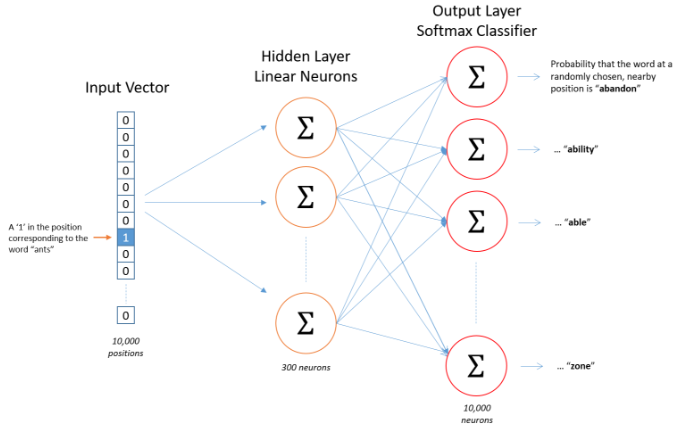 Output Layer
Softmax Classifier
Hidden Layer
Linear Neurons
Input Vector
0
0
0
0
0
0
0
1
0
0
0
A ‘1’ in the position
corresponding to the
word “ants”
10,000
positions
Σ
Σ
Σ
300 neurons
Σ
Σ
Σ
Σ
10,000
neurons
Probability that the word at a
randomly chosen, nearby
position is “abandon”
... “ability”
... “able”
... “zone”